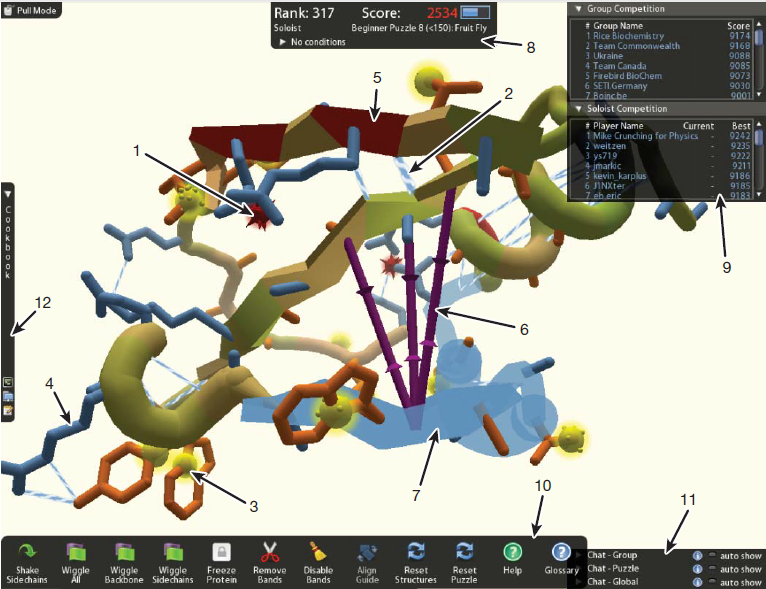 Pull Mode
Rank: 317 Score: 2534
Soloist Beginner Puzzle 8 (<150): Fruit Fly
No conditions
8
Group Competition
# Group Name Score
1 Rice Biochemistry 9174
2 Team Commonwealth 9168
3 Ukraine 9088
4 Team Canada 9085
5 Firebird BioChem 9073
6 SETI.Germany 9030
7 Boinc.be 9001
Soloist Competition
# Player Name Current Best
1 Mike Crunching for Physics - 9242
2 weitzen - 9235
3 ys719 - 9222
4 jmarkic - 9211
5 kevin_karplus - 9186
6 J1NXter - 9185
7 eb eric - 9183
5
2
1
9
Cookbook
12
6
4
7
3
10
11
Shake Sidechains
Wiggle All
Wiggle Backbone
Wiggle Sidechains
Freeze Protein
Remove Bands
Disable Bands
Align Guide
Reset Structures
Reset Puzzle
Help
Glossary
Chat - Group auto show
Chat - Puzzle auto show
Chat - Global auto show